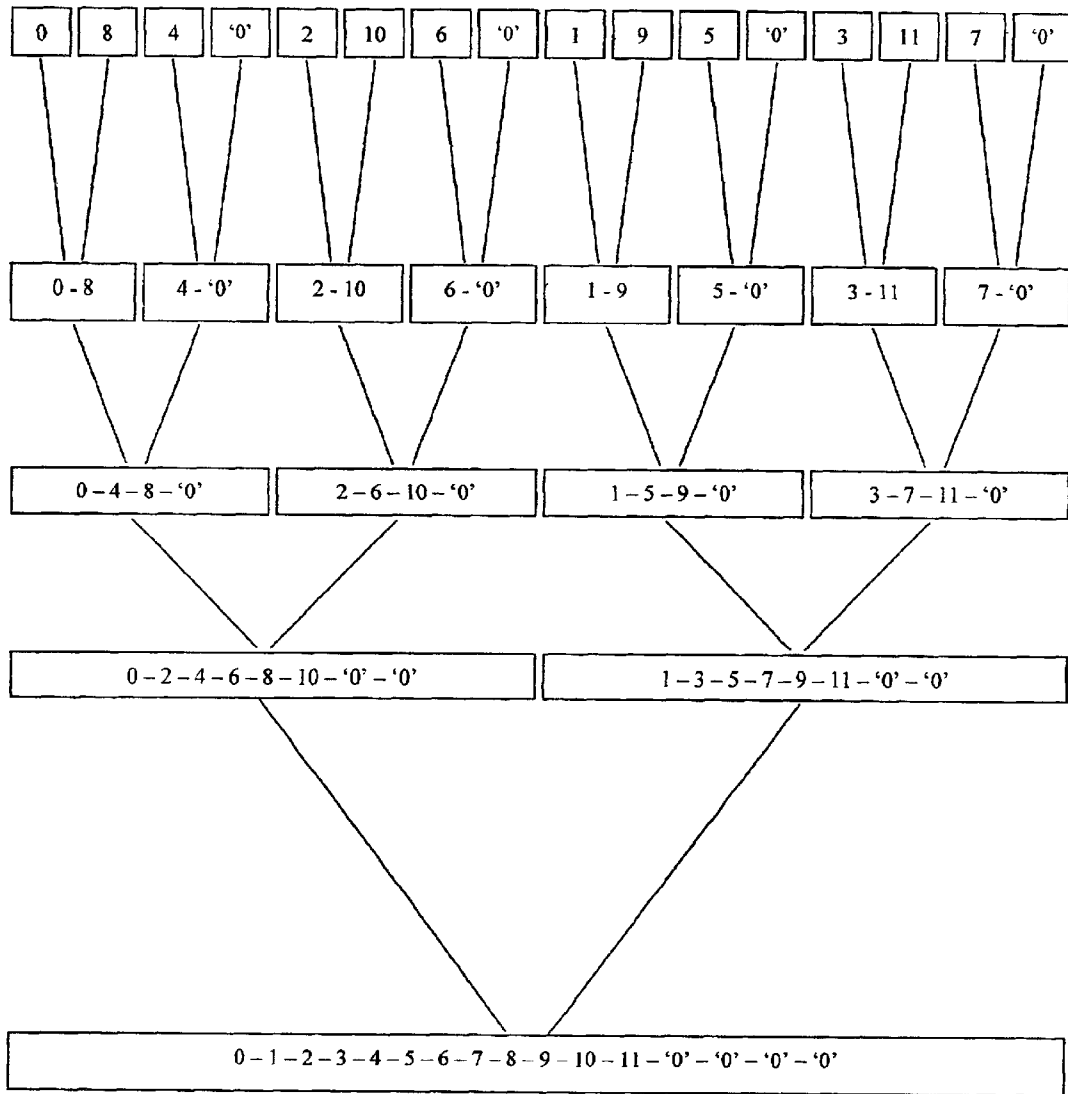 0 8 4 ‘0’ 2 10 6 ‘0’ 1 9 5 ‘0’ 3 11 7 ‘0’
0 - 8 4 - ‘0’ 2 - 10 6 - ‘0’ 1 - 9 5 - ‘0’ 3 - 11 7 - ‘0’
0 – 4 – 8 – ‘0’ 2 – 6 – 10 – ‘0’ 1 – 5 – 9 – ‘0’ 3 – 7 – 11 – ‘0’
0 – 2 – 4 – 6 – 8 – 10 – ‘0’ – ‘0’ 1 – 3 – 5 – 7 – 9 – 11 – ‘0’ – ‘0’
0 – 1 – 2 – 3 – 4 – 5 – 6 – 7 – 8 – 9 – 10 – 11 – ‘0’ – ‘0’ – ‘0’ – ‘0’